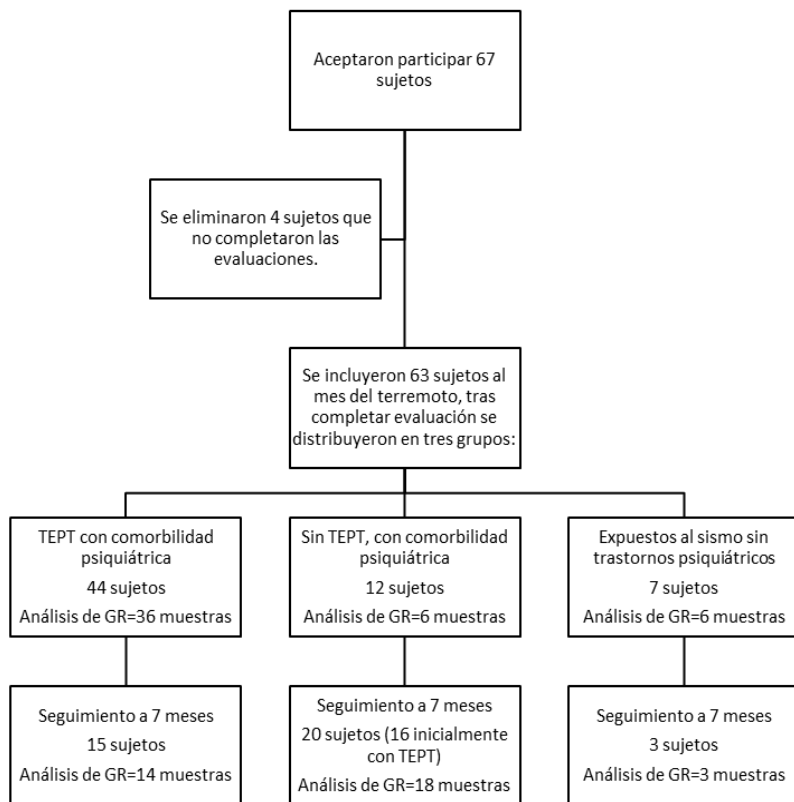 Aceptaron participar 67
sujetos
Se eliminaron 4 sujetos que
no completaron las
evaluaciones.
Se incluyeron 63 sujetos al
mes del terremoto, tras
completar evaluación se
distribuyeron en tres grupos:
TEPT con comorbilidad
psiquiátrica
44 sujetos
Análisis de GR=36 muestras
Sin TEPT, con comorbilidad
psiquiátrica
12 sujetos
Análisis de GR=6 muestras
Expuestos al sismo sin
trastornos psiquiátricos
7 sujetos
Análisis de GR=6 muestras
Seguimiento a 7 meses
15 sujetos
Análisis de GR=14 muestras
Seguimiento a 7 meses
20 sujetos (16 inicialmente
con TEPT)
Análisis de GR=18 muestras
Seguimiento a 7 meses
3 sujetos
Análisis de GR=3 muestras